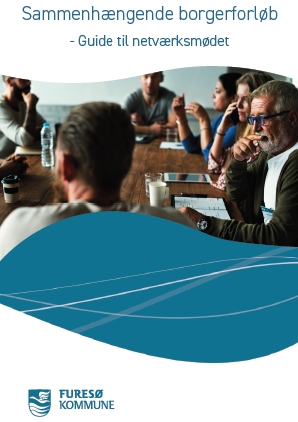 Sammenhængende borgerforløb
- Guide til netværksmødet
FURESØ
KOMMUNE